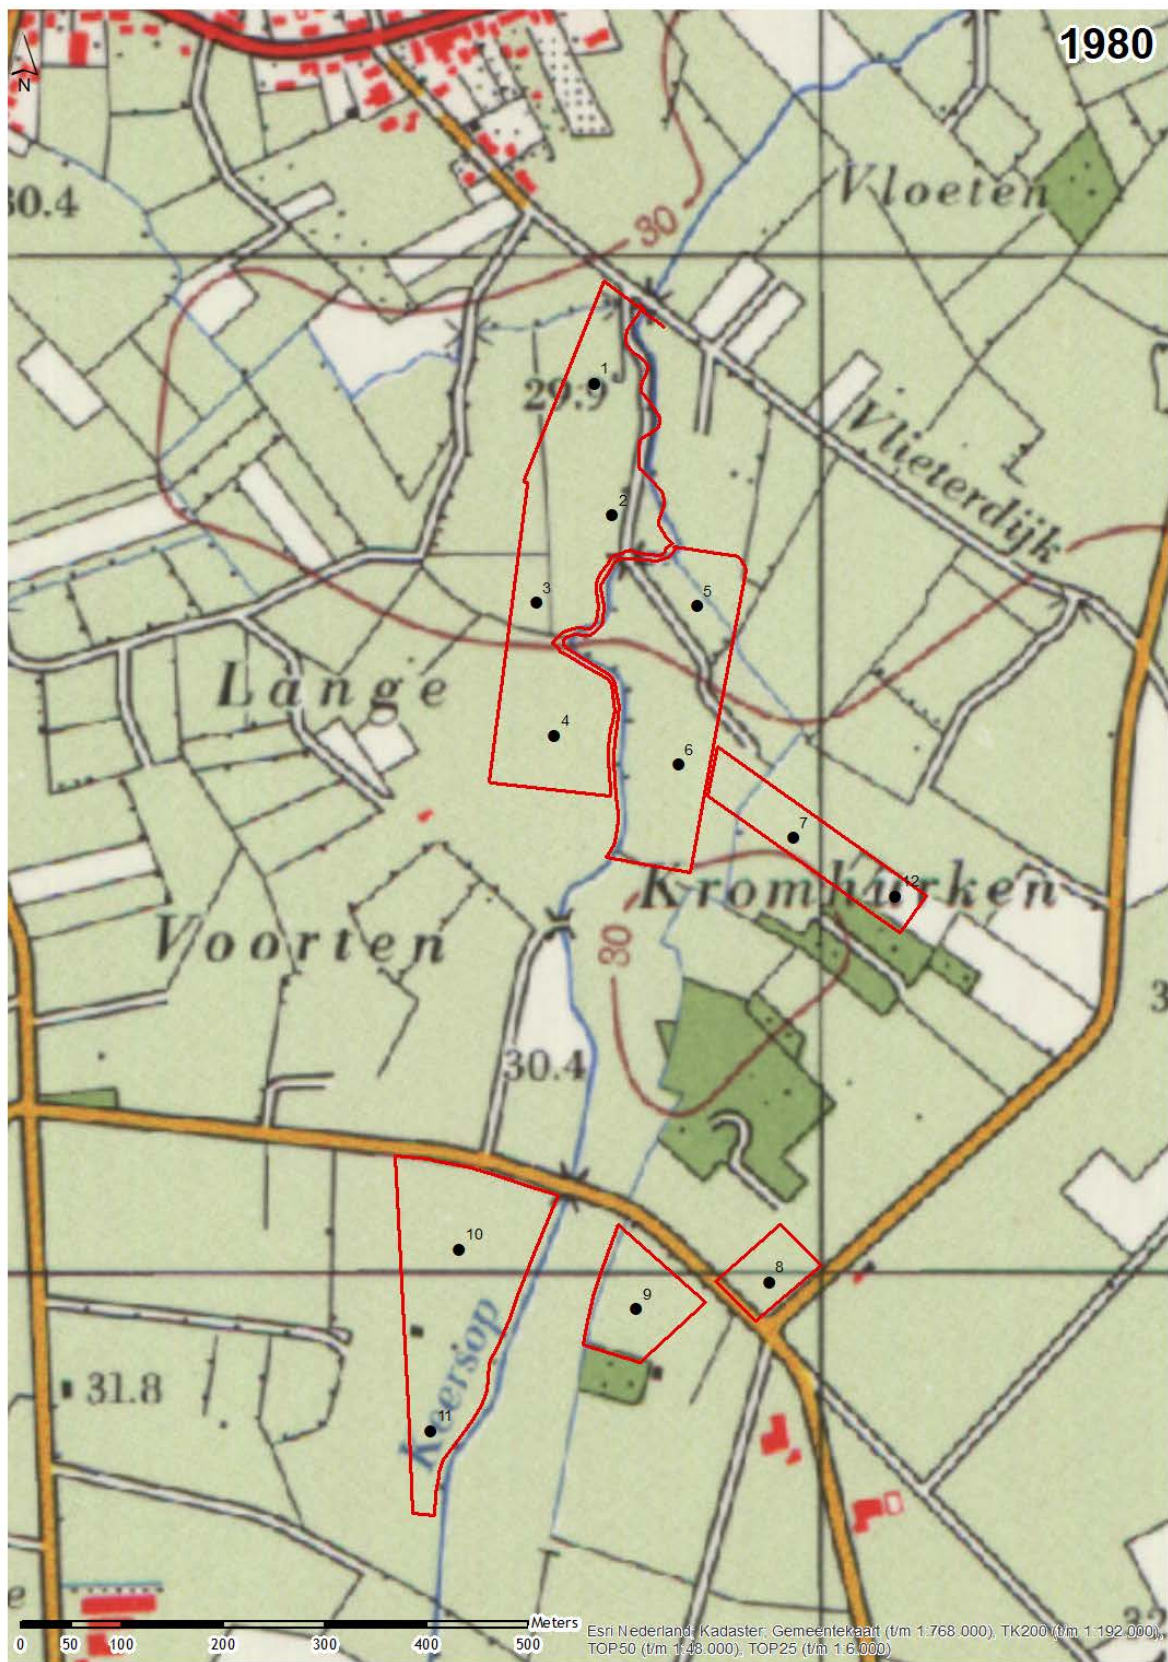 1980
N
Vloeten
30.4
30
1
29.9
Vlieterdijk
2
3
5
Lange
4
6
7
12
Kromhurken
Voorten
30
30.4
10
8
9
Keersop
31.8
11
Meters
0 50 100 200 300 400 500
Esri Nederland; Kadaster; Gemeentekaart (t/m 1:768.000), TK200 (t/m 1:192.000),
TOP50 (t/m 1:48.000), TOP25 (t/m 1:6.000)